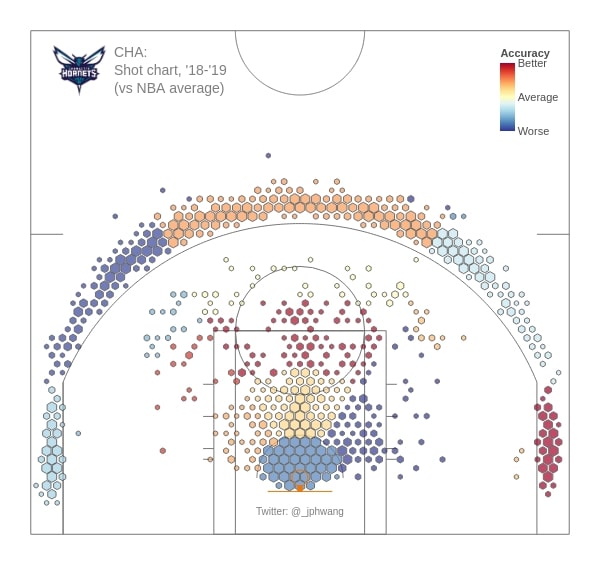 CHA:
Shot chart, '18-'19
(vs NBA average)
HORNETS
Accuracy
Better
Average
Worse
Twitter: @_jphwang